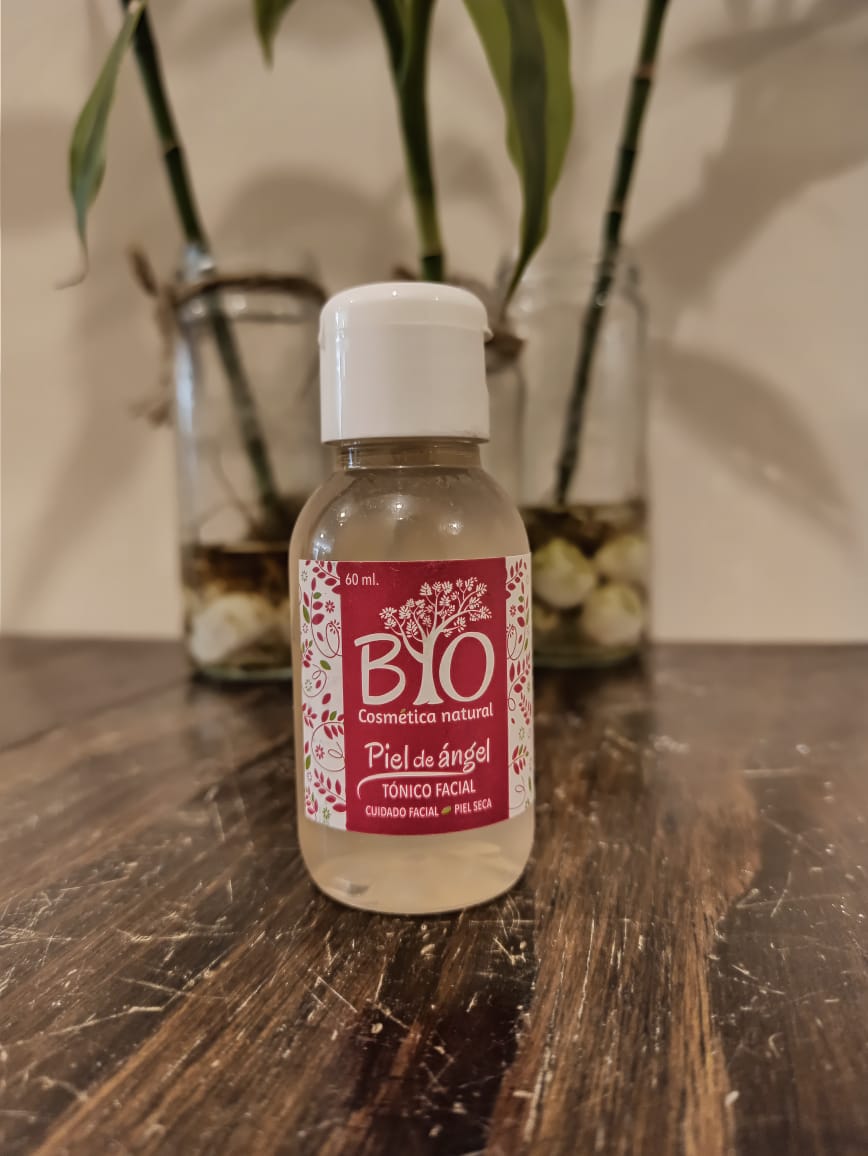 60 ml.
BIO
Cosmética natural
Piel de ángel
TÓNICO FACIAL
CUIDADO FACIAL PIEL SECA